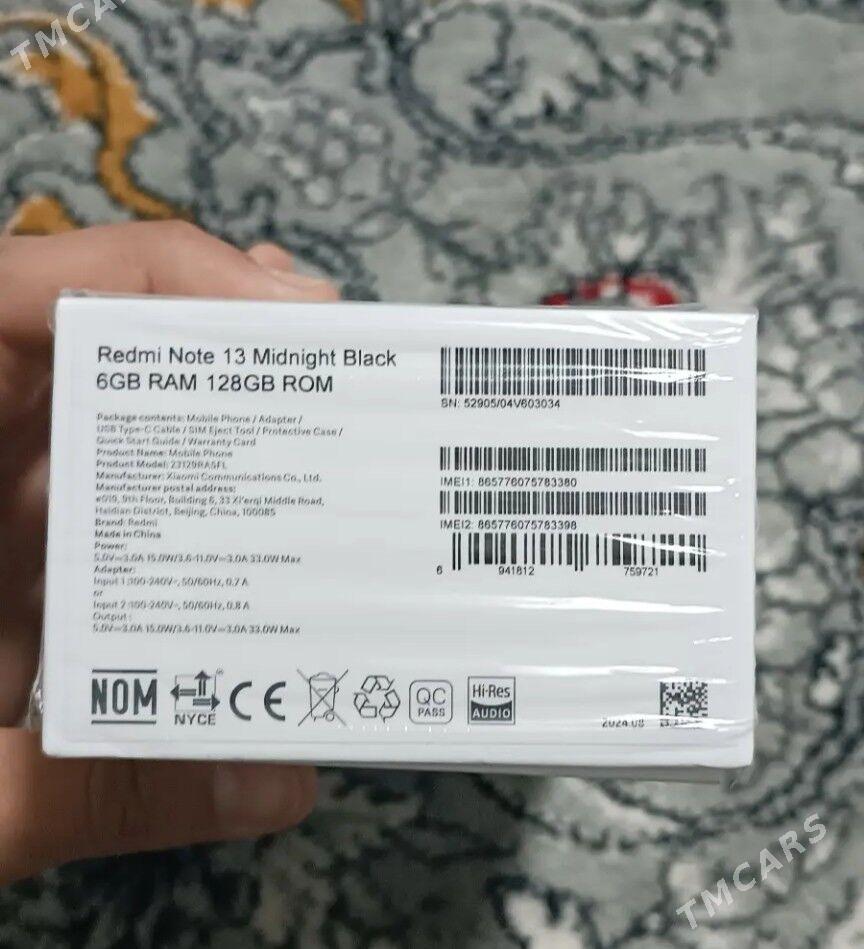 TMCARS
Redmi Note 13 Midnight Black
6GB RAM 128GB ROM
Package contents: Mobile Phone / Adapter /
USB Type-C Cable / SIM Eject Tool / Protective Case /
Quick Start Guide / Warranty Card
Product Name: Mobile Phone
Product Model: 23129RA5FL
Manufacturer: Xiaomi Communications Co., Ltd.
Manufacturer postal address:
#019, 9th Floor, Building 6, 33 Xi'erqi Middle Road,
Haidian District, Beijing, China, 100085
Brand: Redmi
Made in China
Power:
5.0V⎓3.0A 15.0W/3.6-11.0V⎓3.0A 33.0W Max
Adapter:
Input 1:100-240V~, 50/60Hz, 0.7 A
or
Input 2:100-240V~, 50/60Hz, 0.8 A
Output:
5.0V⎓3.0A 15.0W/3.6-11.0V⎓3.0A 33.0W Max
SN: 52905/04V603034
IMEI1: 865776075783380
IMEI2: 865776075783398
6 941812 759721
NOM
NYCE
CE
QC
PASS
Hi-Res
AUDIO
2024.08
TMCARS